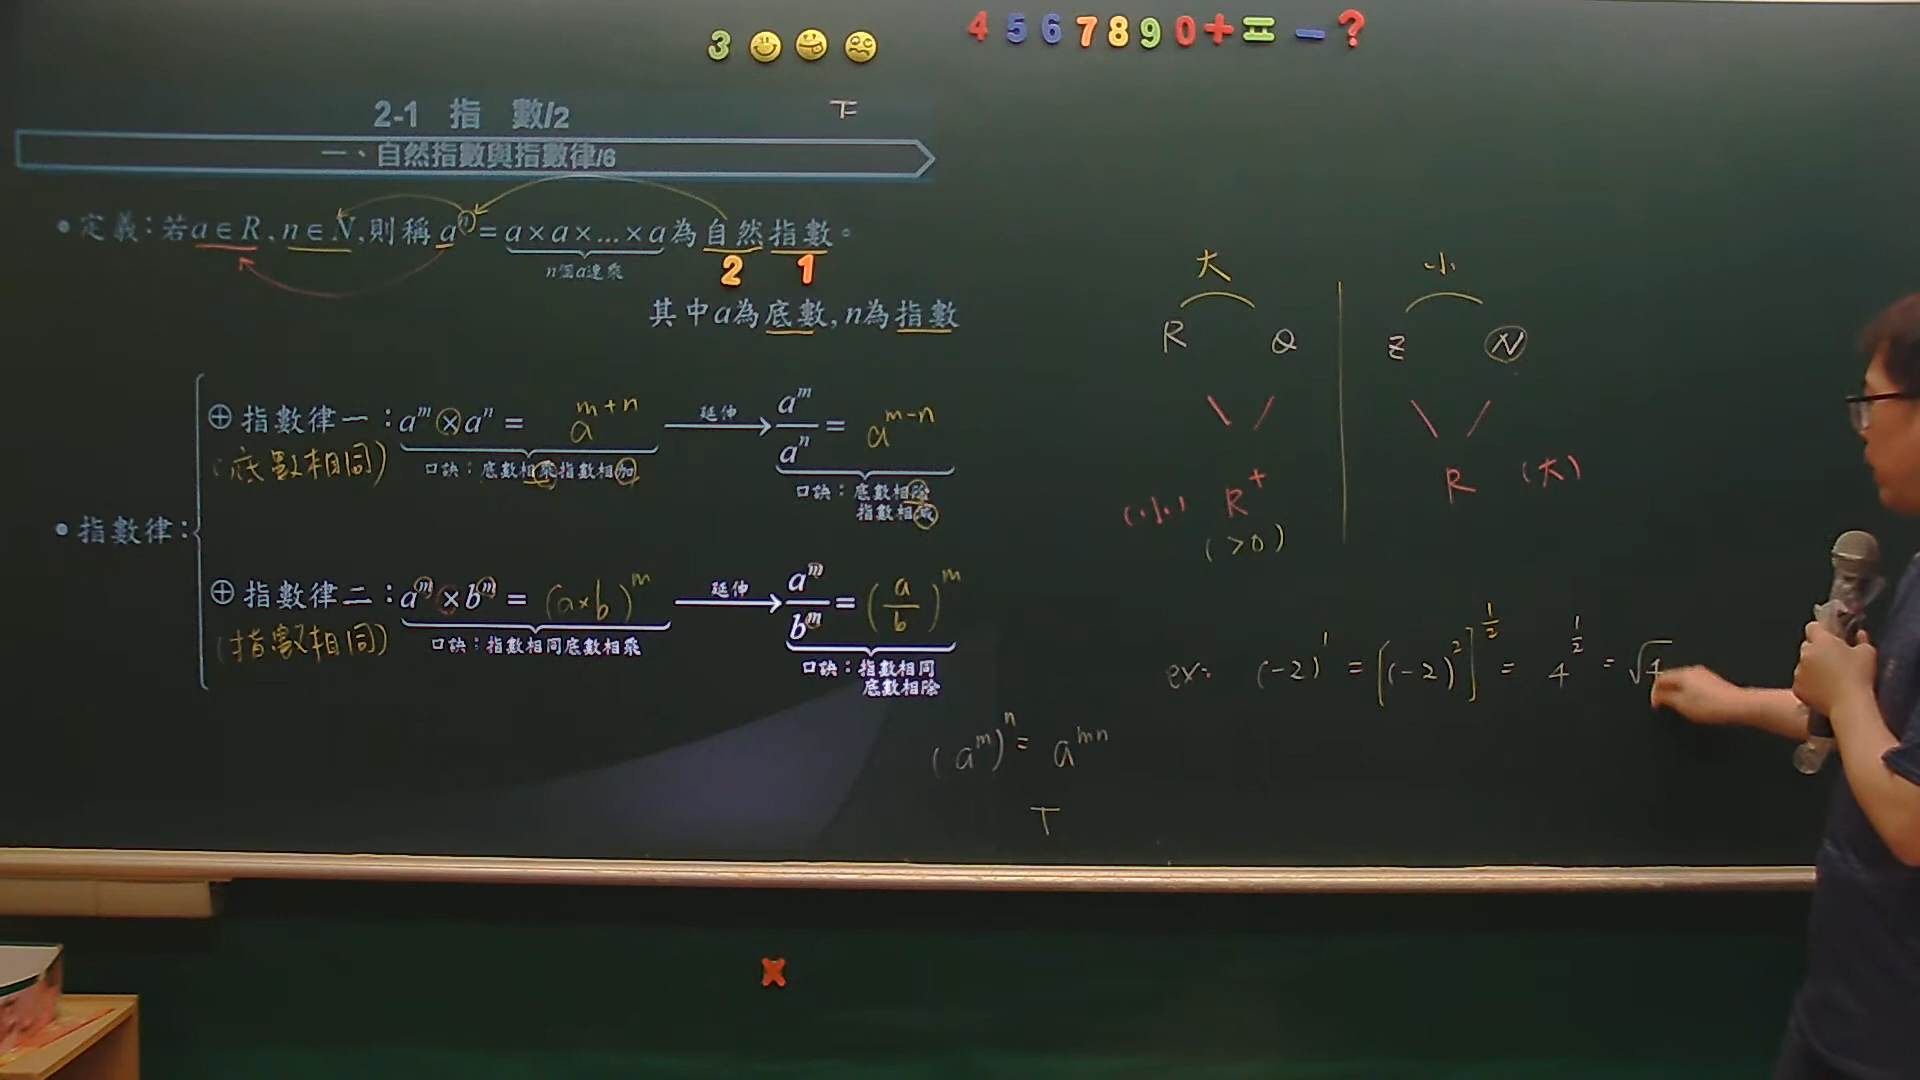 3
4 5 6 7 8 9 0 + = - ?
2-1 指 數/2
下
一、自然指數與指數律/6
• 定義：若a∈R, n∈N,則稱 aⁿ = a×a×...×a為自然指數。
n個a連乘
2 1
其中a為底數, n為指數
• 指數律：
⊕ 指數律一：aᵐ×aⁿ = a^(m+n)
延伸
aᵐ/aⁿ = a^(m-n)
(底數相同)
口訣：底數相乘指數相加
口訣：底數相除
指數相減
⊕ 指數律二：aᵐ×bᵐ = (a×b)ᵐ
延伸
aᵐ/bᵐ = (a/b)ᵐ
(指數相同)
口訣：指數相同底數相乘
口訣：指數相同
底數相除
(aᵐ)ⁿ = a^(mn)
T
大 小
R Q Z N
(小) R⁺ R (大)
(>0)
ex: (-2)¹ = [(-2)²]^(1/2) = 4^(1/2) = √4
x